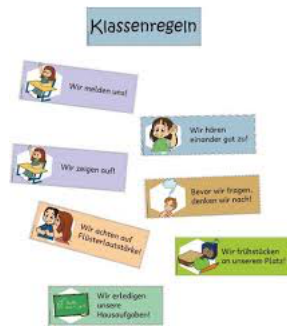 Klassenregeln
Wir melden uns!
Wir hören
einander gut zu!
Wir zeigen auf!
Bevor wir fragen,
denken wir nach!
Wir achten auf
Flüsterlautstärke!
Wir frühstücken
an unserem Platz!
Wir erledigen
unsere
Hausaufgaben!